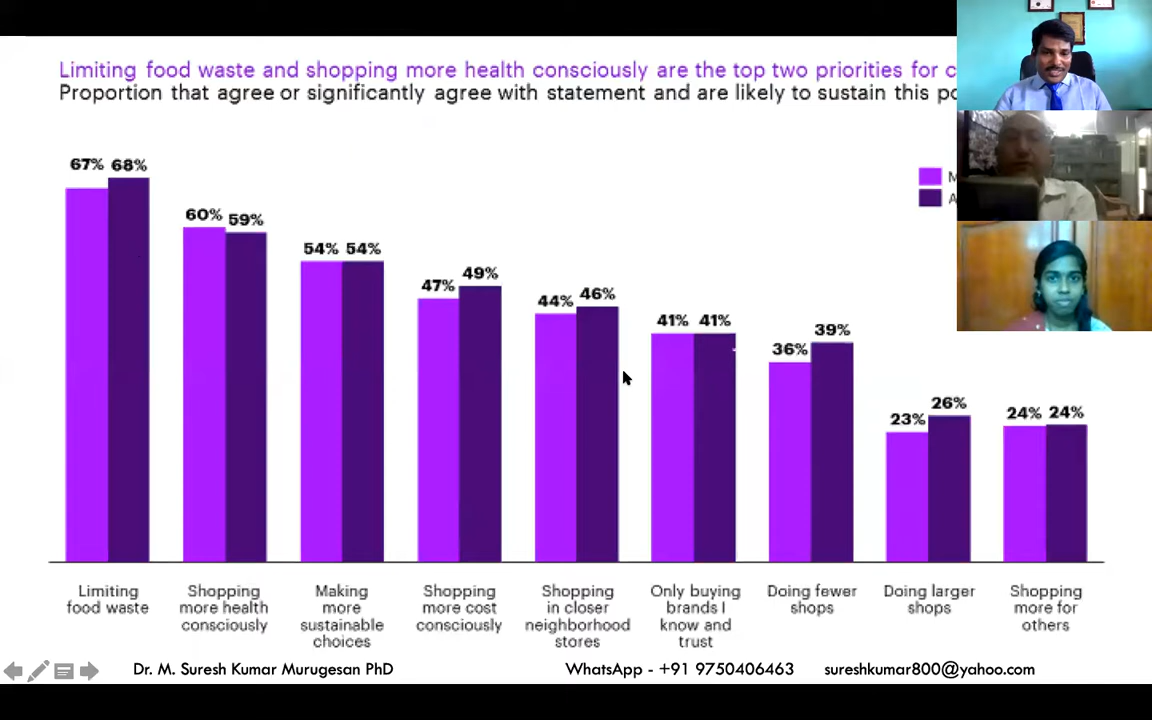 Limiting food waste and shopping more health consciously are the top two priorities for
Proportion that agree or significantly agree with statement and are likely to sustain this
67% 68%
60% 59%
54% 54%
47% 49%
44% 46%
41% 41%
36% 39%
23% 26%
24% 24%
Limiting
food waste
Shopping
more health
consciously
Making
more
sustainable
choices
Shopping
more cost
consciously
Shopping
in closer
neighborhood
stores
Only buying
brands I
know and
trust
Doing fewer
shops
Doing larger
shops
Shopping
more for
others
Dr. M. Suresh Kumar Murugesan PhD
WhatsApp - +91 9750406463
sureshkumar800@yahoo.com